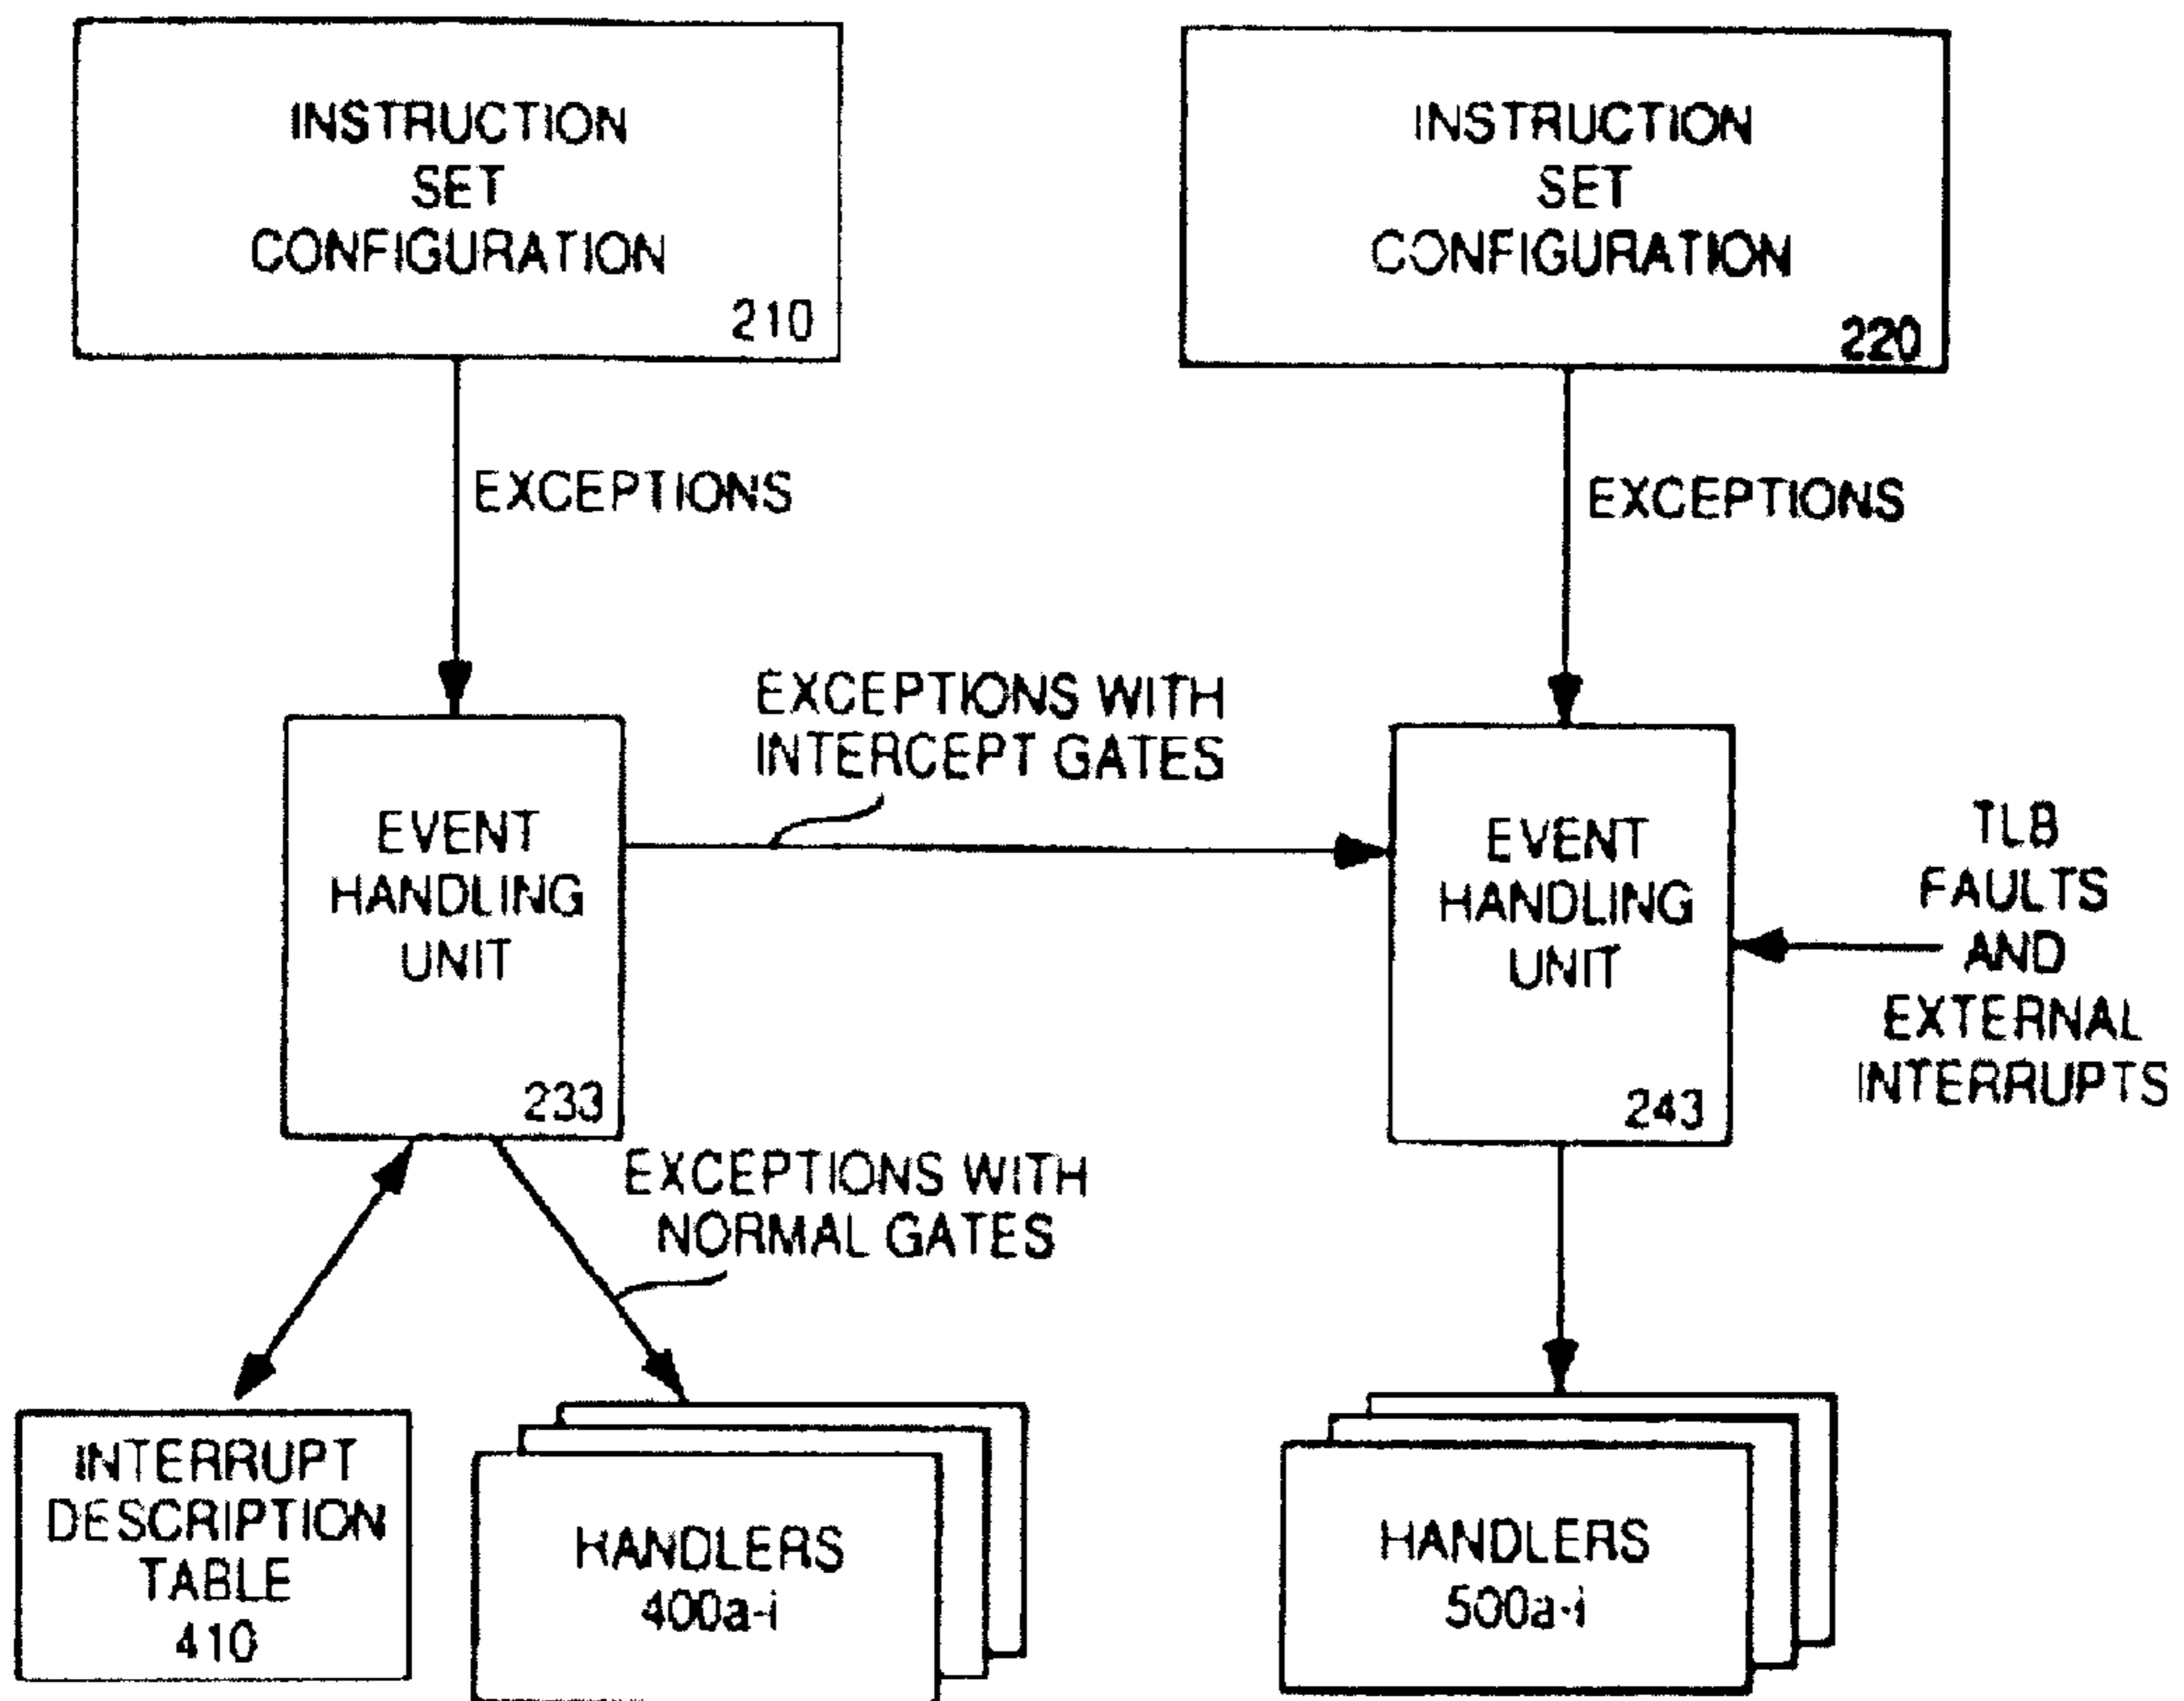 INSTRUCTION
SET
CONFIGURATION
210
INSTRUCTION
SET
CONFIGURATION
220
EXCEPTIONS
EXCEPTIONS
EXCEPTIONS WITH
INTERCEPT GATES
EVENT
HANDLING
UNIT
233
EVENT
HANDLING
UNIT
243
TLB
FAULTS
AND
EXTERNAL
INTERRUPTS
EXCEPTIONS WITH
NORMAL GATES
INTERRUPT
DESCRIPTION
TABLE
410
HANDLERS
400a-i
HANDLERS
500a-i